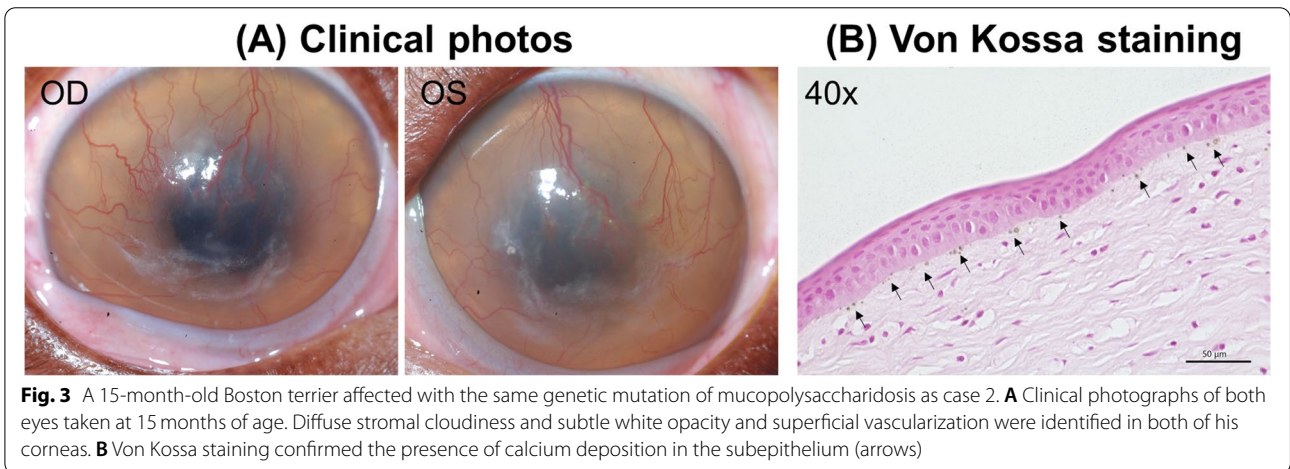 (A) Clinical photos
(B) Von Kossa staining
OD
OS
40x
50 μm
Fig. 3 A 15-month-old Boston terrier affected with the same genetic mutation of mucopolysaccharidosis as case 2. A Clinical photographs of both
eyes taken at 15 months of age. Diffuse stromal cloudiness and subtle white opacity and superficial vascularization were identified in both of his
corneas. B Von Kossa staining confirmed the presence of calcium deposition in the subepithelium (arrows)